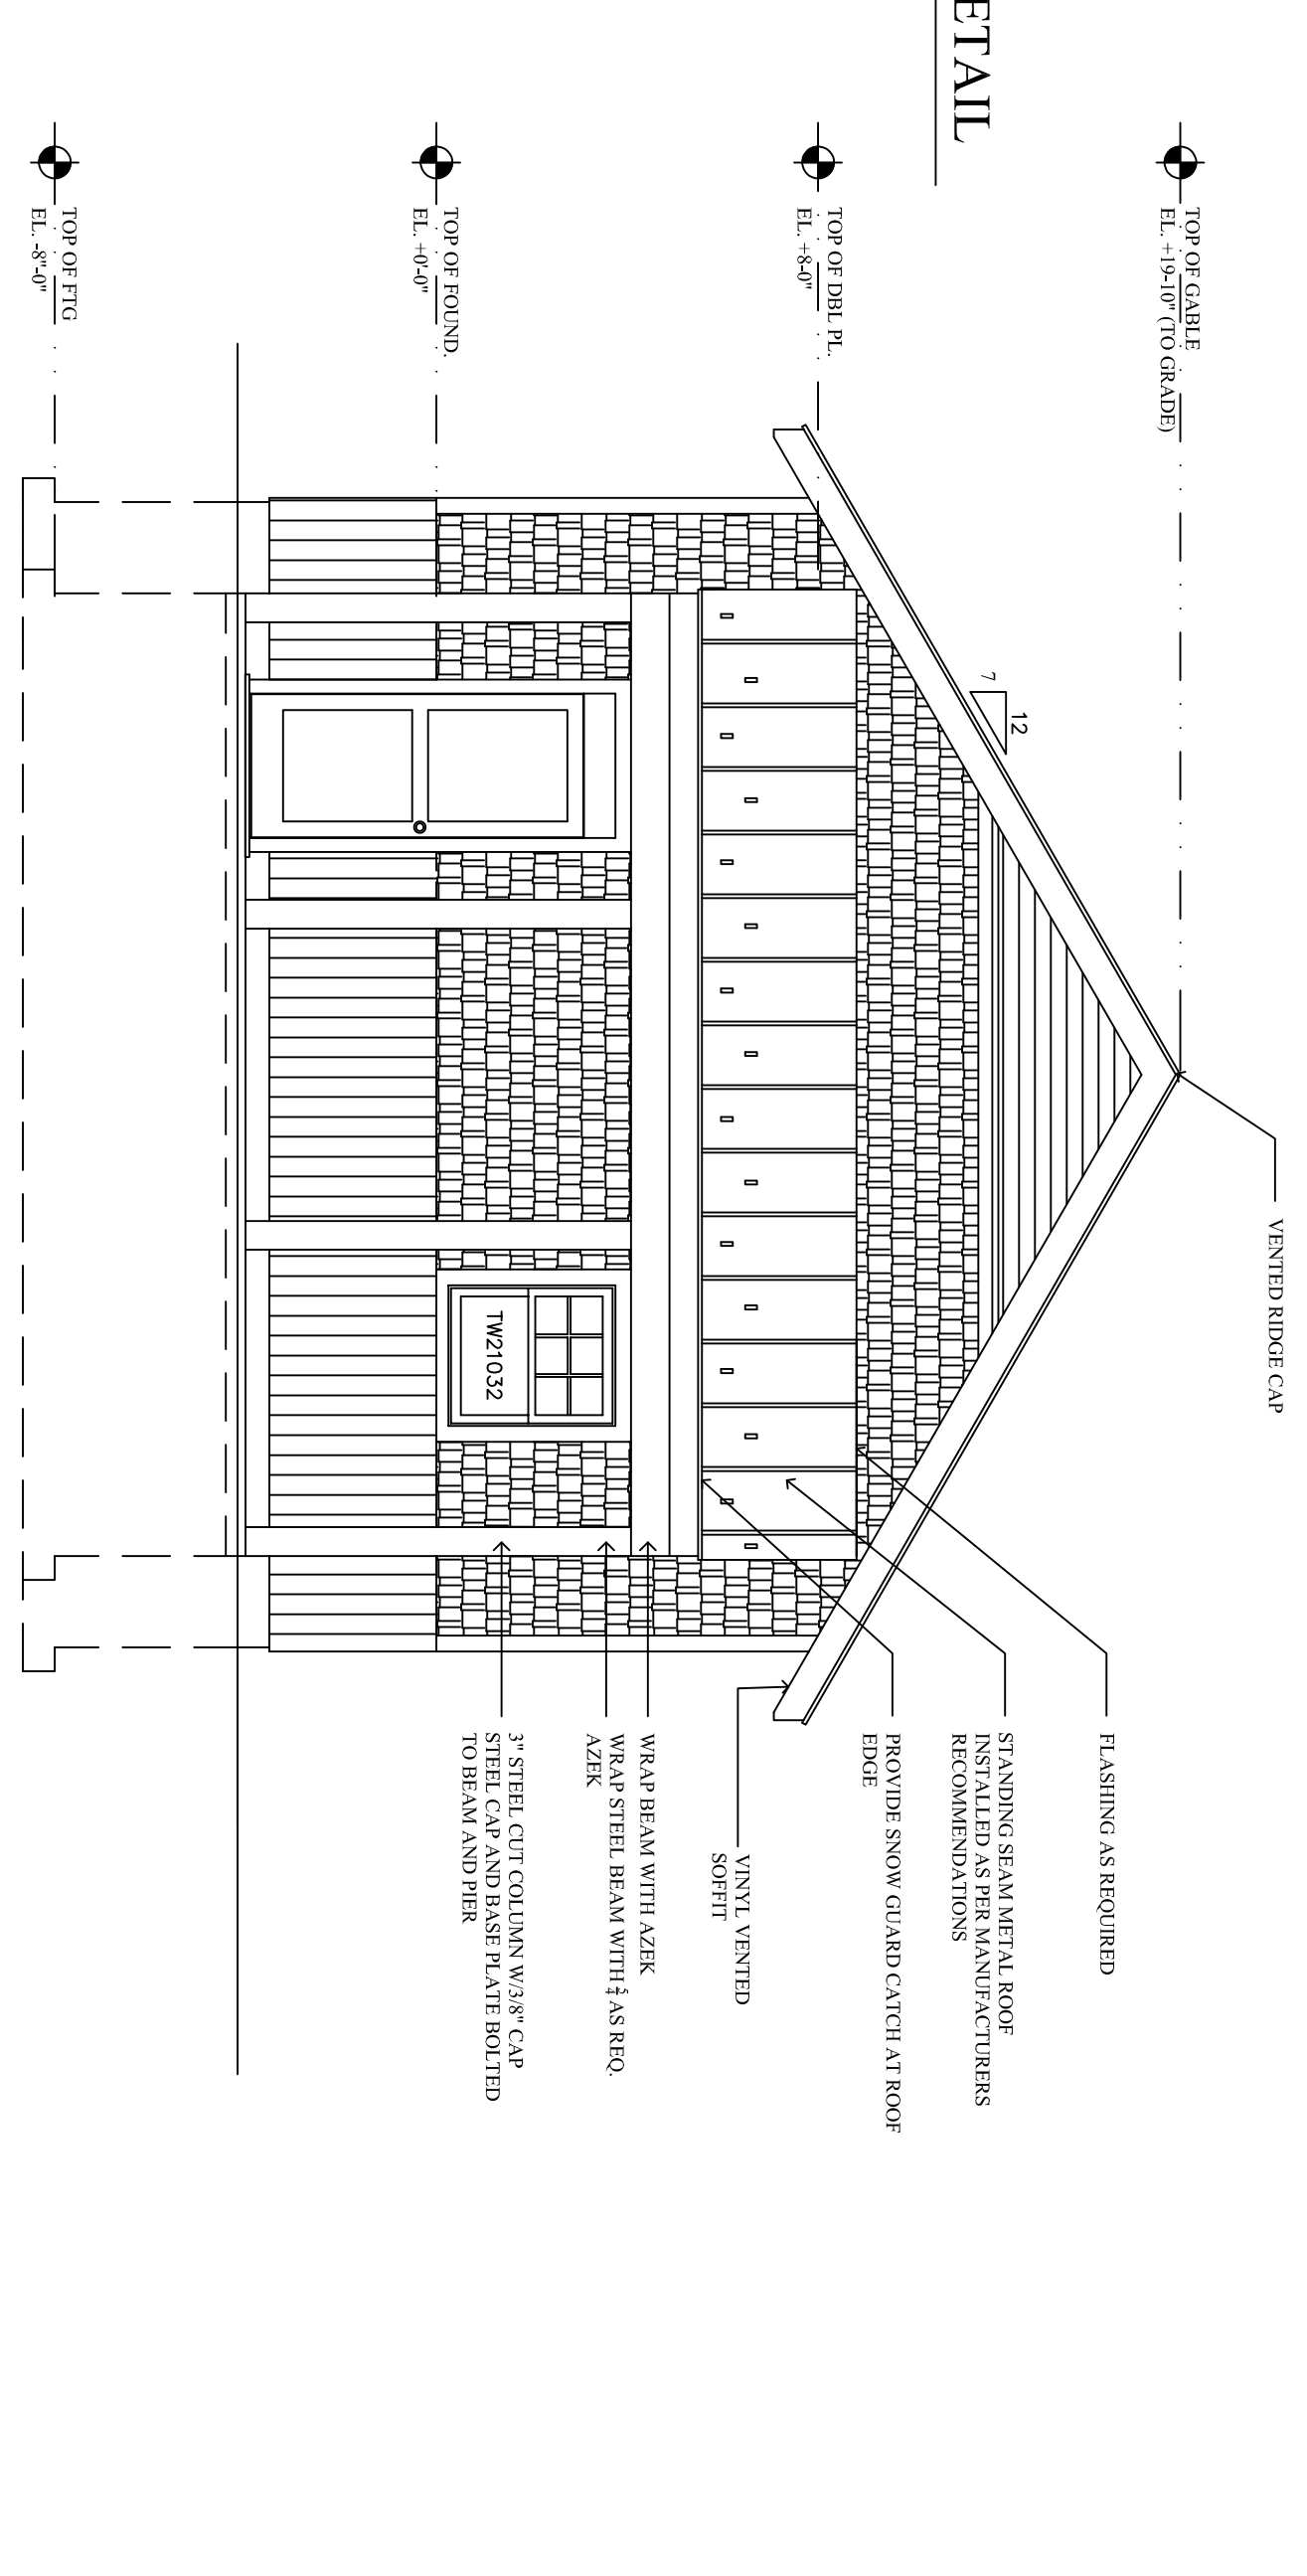 ETAIL
VENTED RIDGE CAP
TOP OF GABLE
EL. +19-10" (TO GRADE)
12
7
FLASHING AS REQUIRED
STANDING SEAM METAL ROOF
INSTALLED AS PER MANUFACTURERS
RECOMMENDATIONS
PROVIDE SNOW GUARD CATCH AT ROOF
EDGE
TOP OF DBL PL.
EL. +8-0"
VINYL VENTED
SOFFIT
WRAP BEAM WITH AZEK
WRAP STEEL BEAM WITH 5/4 AS REQ.
AZEK
TW21032
3" STEEL CUT COLUMN W/3/8" CAP
STEEL CAP AND BASE PLATE BOLTED
TO BEAM AND PIER
TOP OF FOUND.
EL. +0'-0"
TOP OF FTG
EL. -8"-0"